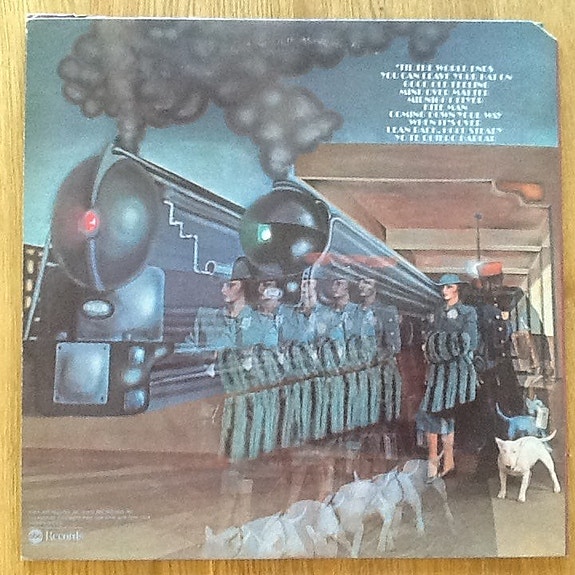 'TIL THE WORLD ENDS
YOU CAN LEAVE YOUR HAT ON
GOOD OLD FEELING
MIND OVER MATTER
MIDNIGHT FLYER
KITE MAN
COMING DOWN YOUR WAY
WHEN IT'S OVER
I LEAN BACK, HOLD STEADY
YO TE QUIERO HABLAR
abc Records